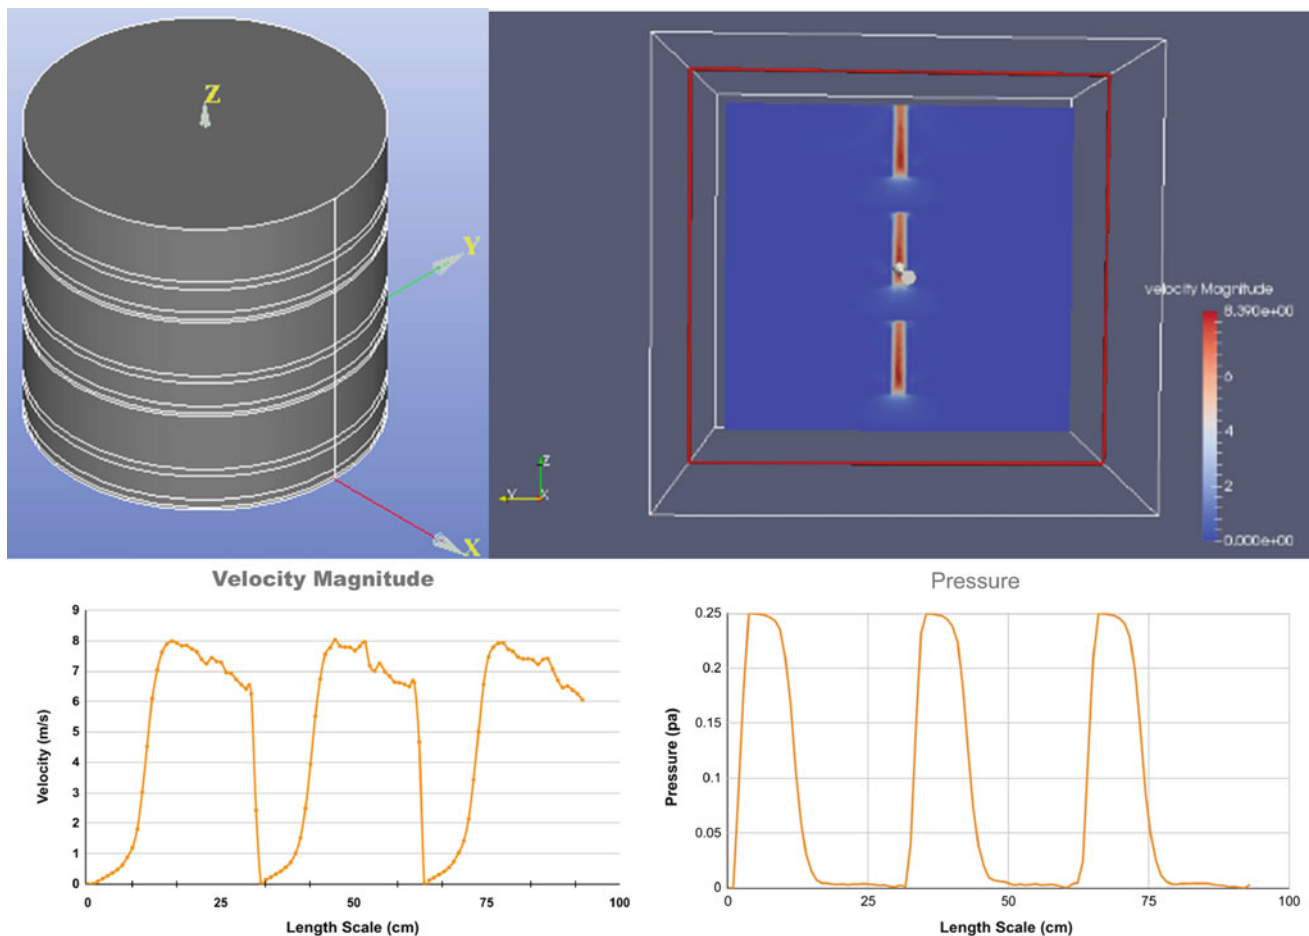 Z
Y
X
velocity Magnitude
8.390e+00
6
4
2
0.000e+00
Z
Y
X
Velocity Magnitude
9
8
7
6
5
4
3
2
1
0
0 25 50 75 100
Velocity (m/s)
Length Scale (cm)
Pressure
0.25
0.2
0.15
0.1
0.05
0
0 25 50 75 100
Pressure (pa)
Length Scale (cm)